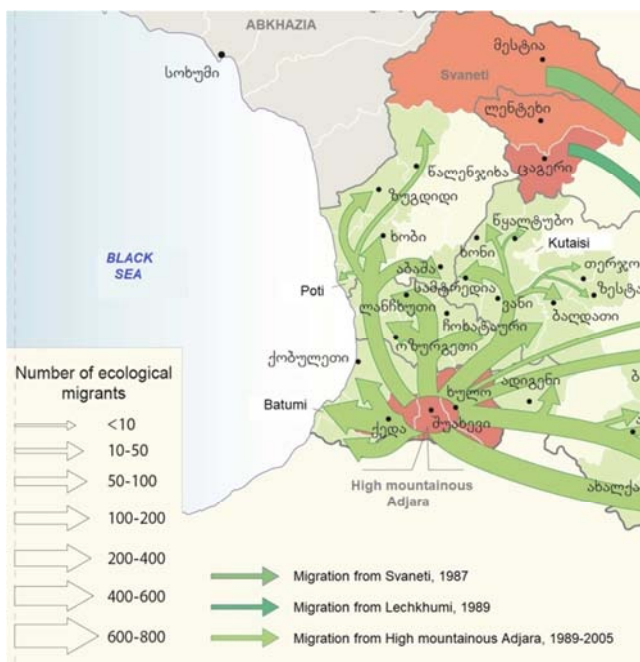 ABKHAZIA
მესტია
სოხუმი
Svaneti
ლენტეხი
ცაგერი
წალენჯიხა
ზუგდიდი
წყალტუბო
ხობი
ხონი
Kutaisi
BLACK
SEA
აბაშა
თერჯო
Poti
სამტრედია
ზესტა
ლანჩხუთი
ვანი
ბაღდათი
ჩოხატაური
ოზურგეთი
ქობულეთი
Number of ecological
migrants
ხულო
ადიგენი
Batumi
<10
ქედა
შუახევი
10-50
High mountainous
Adjara
50-100
ახალქა
100-200
200-400
Migration from Svaneti, 1987
400-600
Migration from Lechkhumi, 1989
600-800
Migration from High mountainous Adjara, 1989-2005